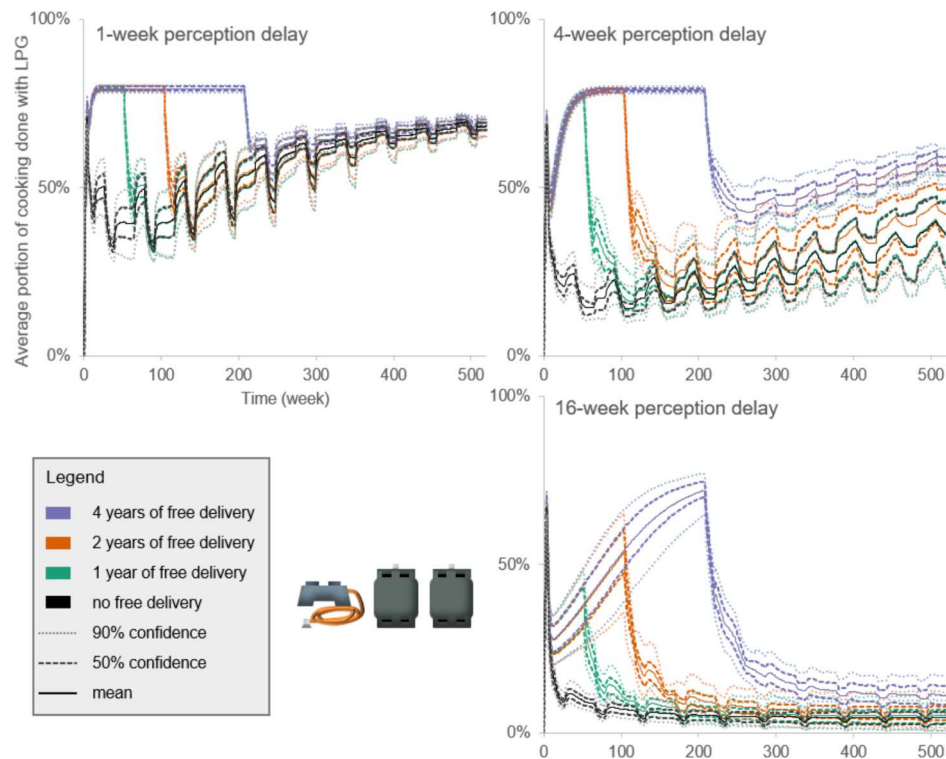 100%
1-week perception delay
50%
0%
0 100 200 300 400 500
Time (week)
Average portion of cooking done with LPG
100%
4-week perception delay
50%
0%
0 100 200 300 400 500
100%
16-week perception delay
50%
0%
0 100 200 300 400 500
Legend
4 years of free delivery
2 years of free delivery
1 year of free delivery
no free delivery
90% confidence
50% confidence
mean